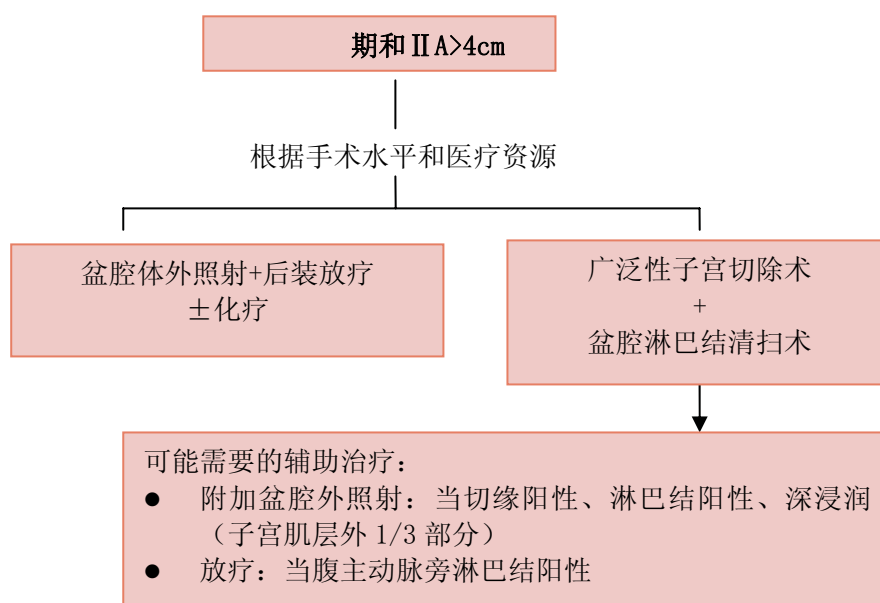 期和ⅡA>4cm
根据手术水平和医疗资源
盆腔体外照射+后装放疗
±化疗
广泛性子宫切除术
+
盆腔淋巴结清扫术
可能需要的辅助治疗：
● 附加盆腔外照射：当切缘阳性、淋巴结阳性、深浸润
（子宫肌层外 1/3 部分）
● 放疗：当腹主动脉旁淋巴结阳性